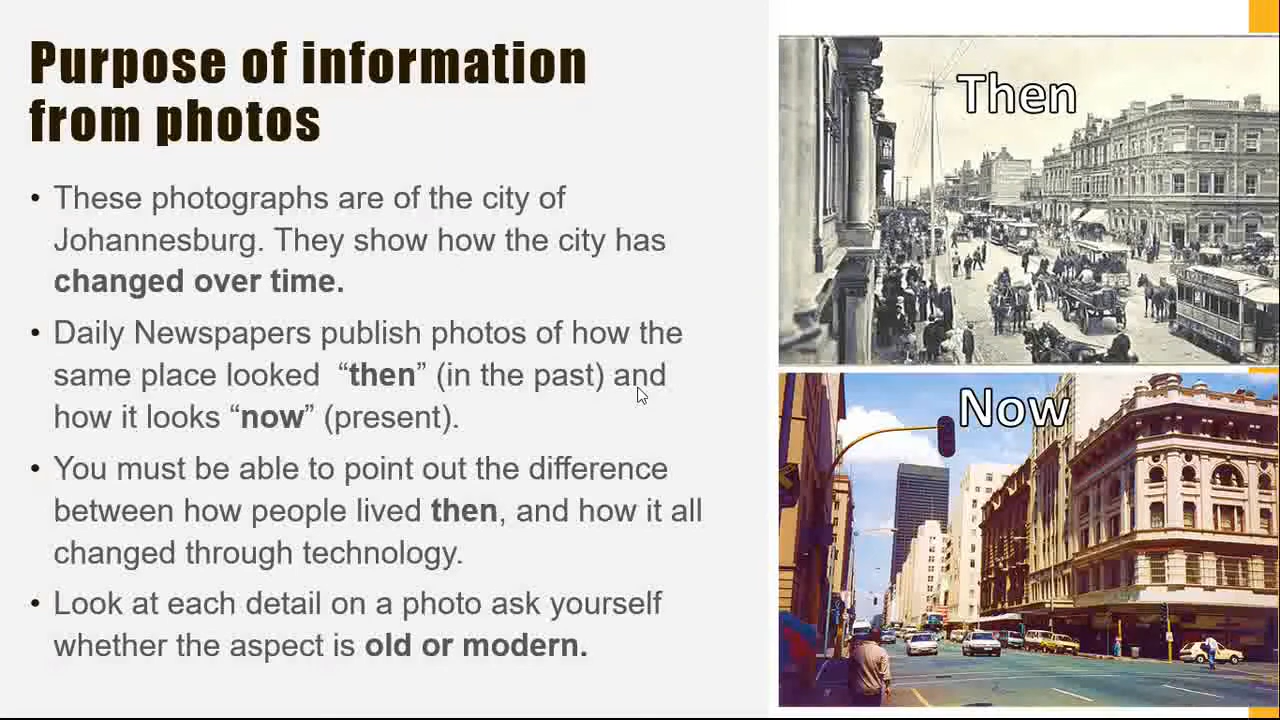 Purpose of information
from photos
• These photographs are of the city of
Johannesburg. They show how the city has
changed over time.
• Daily Newspapers publish photos of how the
same place looked “then” (in the past) and
how it looks “now” (present).
• You must be able to point out the difference
between how people lived then, and how it all
changed through technology.
• Look at each detail on a photo ask yourself
whether the aspect is old or modern.
Then
Now